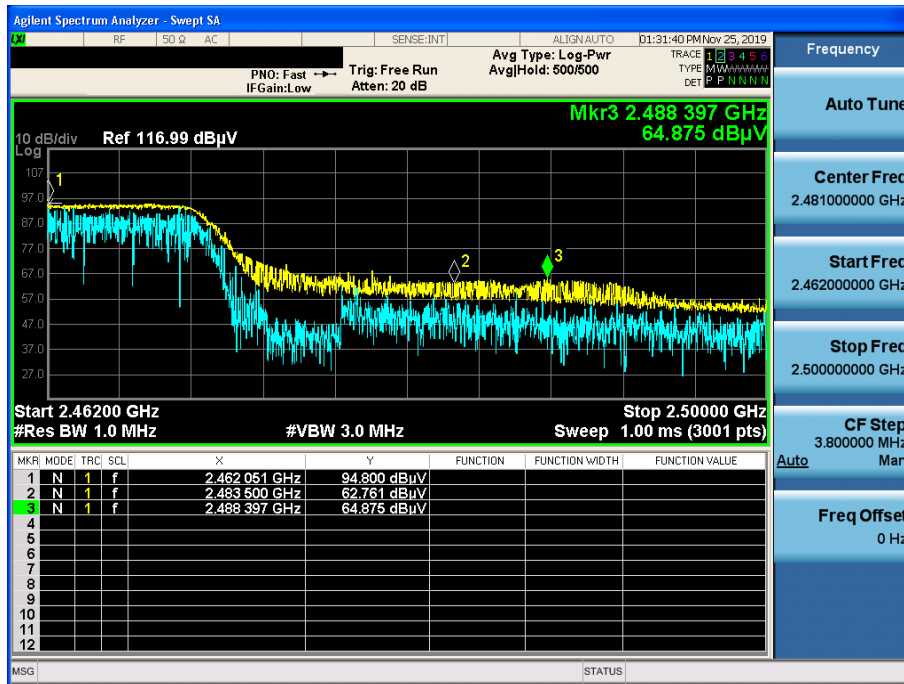 Agilent Spectrum Analyzer - Swept SA
LXI RF 50 Ω AC SENSE:INT ALIGN AUTO 01:31:40 PM Nov 25, 2019
PNO: Fast Trig: Free Run Avg Type: Log-Pwr TRACE 1 2 3 4 5 6
IFGain:Low Atten: 20 dB Avg|Hold: 500/500 TYPE M W W W W W
DET P P N N N N
Mkr3 2.488 397 GHz
64.875 dBµV
10 dB/div Ref 116.99 dBµV
Log
107
97.0
87.0
77.0
67.0
57.0
47.0
37.0
27.0
1
2
3
Start 2.46200 GHz Stop 2.50000 GHz
#Res BW 1.0 MHz #VBW 3.0 MHz Sweep 1.00 ms (3001 pts)
MKR MODE TRC SCL X Y FUNCTION FUNCTION WIDTH FUNCTION VALUE
1 N 1 f 2.462 051 GHz 94.800 dBµV
2 N 1 f 2.483 500 GHz 62.761 dBµV
3 N 1 f 2.488 397 GHz 64.875 dBµV
4
5
6
7
8
9
10
11
12
MSG STATUS
Frequency
Auto Tune
Center Freq
2.481000000 GHz
Start Freq
2.462000000 GHz
Stop Freq
2.500000000 GHz
CF Step
3.800000 MHz
Auto Man
Freq Offset
0 Hz